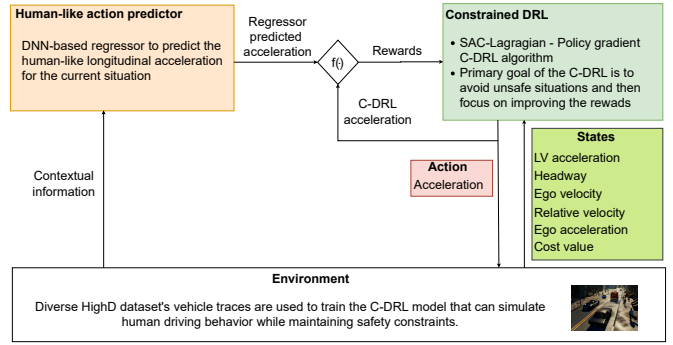 Human-like action predictor
DNN-based regressor to predict the
human-like longitudinal acceleration
for the current situation
Regressor
predicted
acceleration
f(·)
Rewards
C-DRL
acceleration
Constrained DRL
• SAC-Lagragian - Policy gradient
C-DRL algorithm
• Primary goal of the C-DRL is to
avoid unsafe situations and then
focus on improving the rewads
Contextual
information
Action
Acceleration
States
LV acceleration
Headway
Ego velocity
Relative velocity
Ego acceleration
Cost value
Environment
Diverse HighD dataset's vehicle traces are used to train the C-DRL model that can simulate
human driving behavior while maintaining safety constraints.